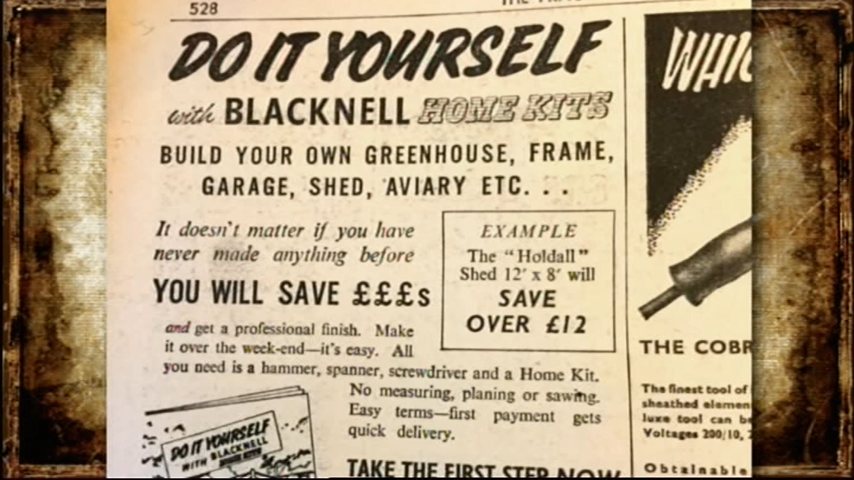 528
DO IT YOURSELF
with BLACKNELL HOME KITS
BUILD YOUR OWN GREENHOUSE, FRAME,
GARAGE, SHED, AVIARY ETC. . .
It doesn't matter if you have
never made anything before
YOU WILL SAVE £££s
and get a professional finish. Make
it over the week-end—it's easy. All
you need is a hammer, spanner, screwdriver and a Home Kit.
No measuring, planing or sawing.
Easy terms—first payment gets
quick delivery.
TAKE THE FIRST STEP NOW
EXAMPLE
The "Holdall"
Shed 12' x 8' will
SAVE
OVER £12
DO IT YOURSELF
WITH BLACKNELL
HOME KITS
THE COBR
The finest tool of
sheathed elemen
luxe tool can be
Voltages 200/10,
Obtainable